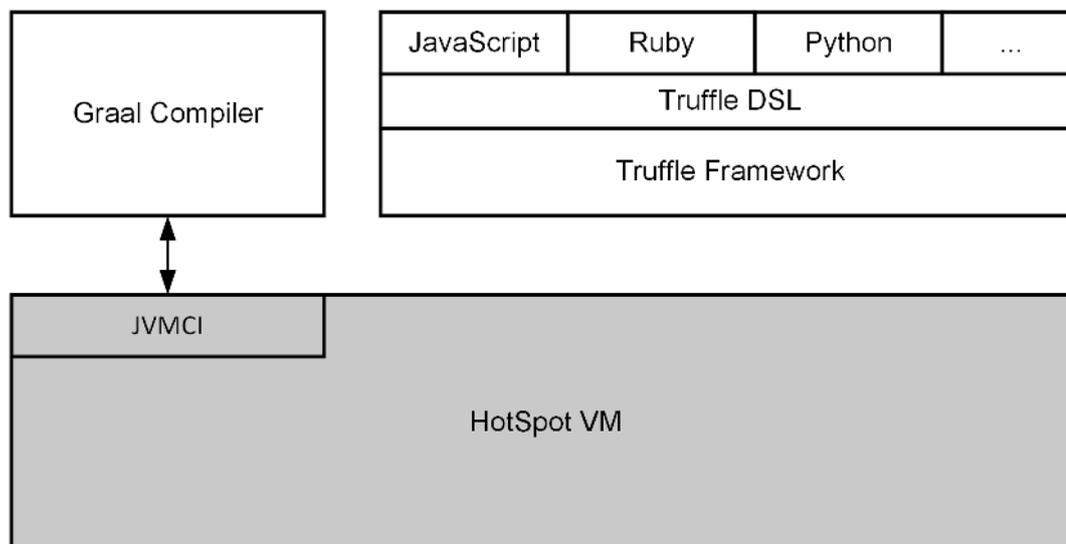 JavaScript
Ruby
Python
...
Graal Compiler
Truffle DSL
Truffle Framework
JVMCI
HotSpot VM